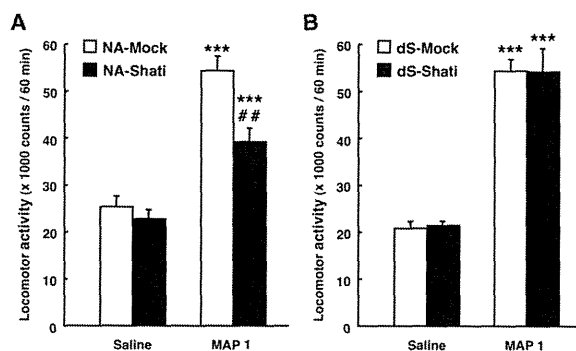 A
B
NA-Mock
NA-Shati
dS-Mock
dS-Shati
***
***
##
***
***
Locomotor activity (x 1000 counts / 60 min)
60
50
40
30
20
10
0
Saline
MAP 1
Locomotor activity (x 1000 counts / 60 min)
60
50
40
30
20
10
0
Saline
MAP 1